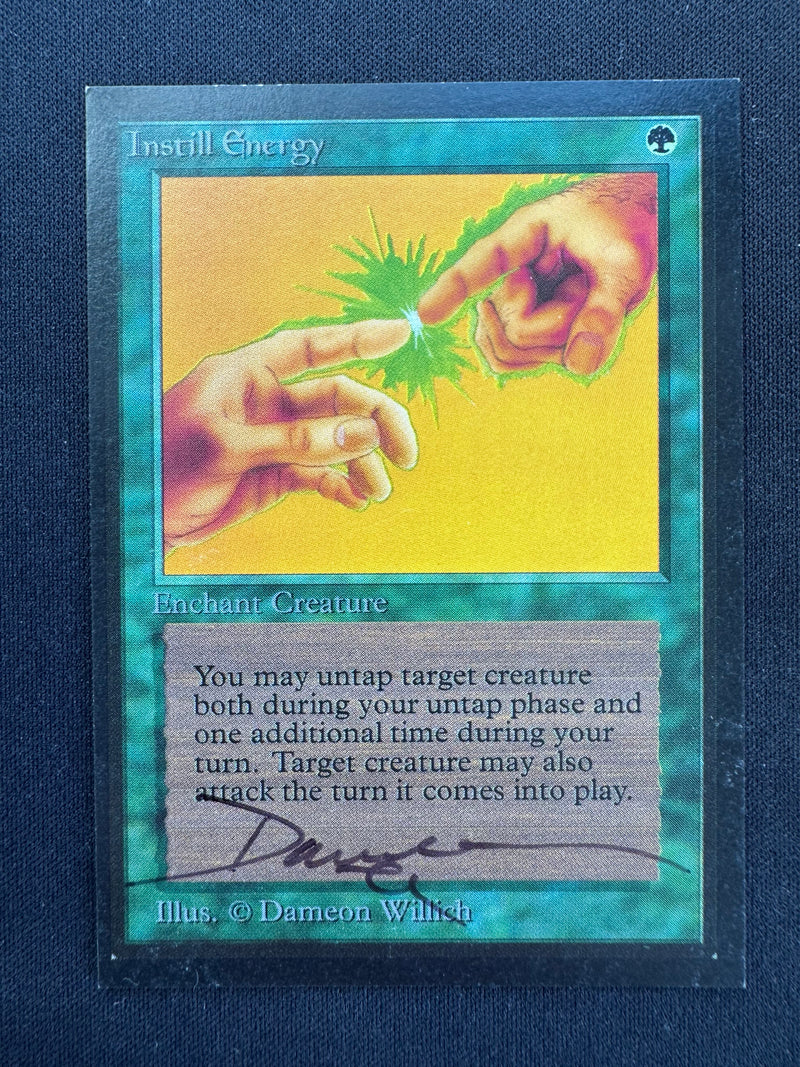 Instill Energy
Enchant Creature
You may untap target creature
both during your untap phase and
one additional time during your
turn. Target creature may also
attack the turn it comes into play.
Illus. © Dameon Willich